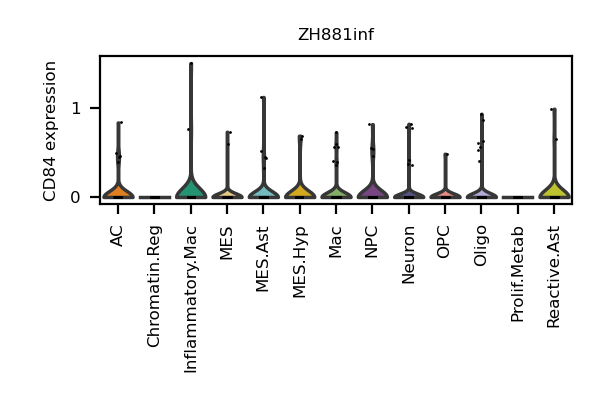 ZH881inf
CD84 expression
1
0
AC
Chromatin.Reg
Inflammatory.Mac
MES
MES.Ast
MES.Hyp
Mac
NPC
Neuron
OPC
Oligo
Prolif.Metab
Reactive.Ast